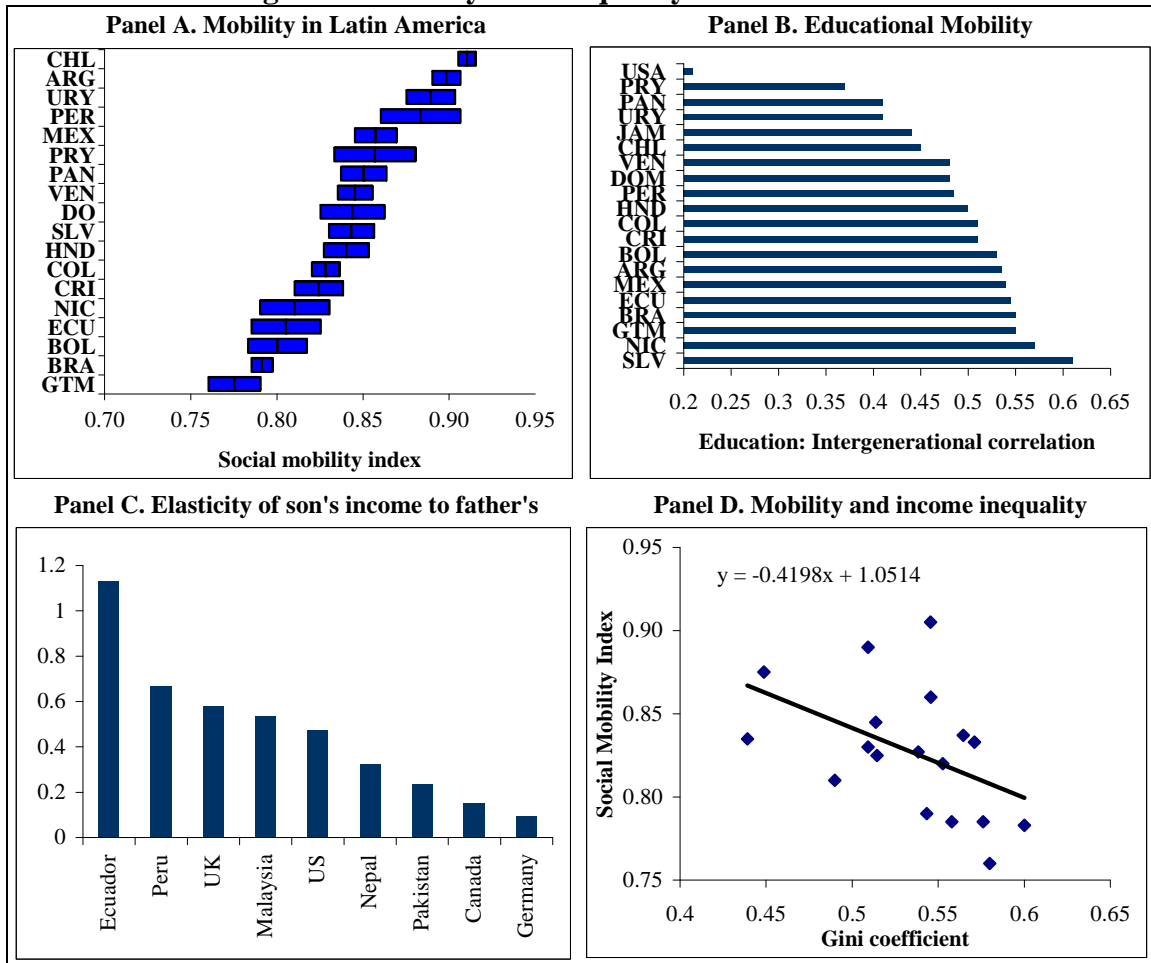 Panel A. Mobility in Latin America
CHL
ARG
URY
PER
MEX
PRY
PAN
VEN
DO
SLV
HND
COL
CRI
NIC
ECU
BOL
BRA
GTM
0.70 0.75 0.80 0.85 0.90 0.95
Social mobility index
Panel B. Educational Mobility
USA
PRY
PAN
URY
JAM
CHL
VEN
DOM
PER
HND
COL
CRI
BOL
ARG
MEX
ECU
BRA
GTM
NIC
SLV
0.2 0.25 0.3 0.35 0.4 0.45 0.5 0.55 0.6 0.65
Education: Intergenerational correlation
Panel C. Elasticity of son's income to father's
1.2
1
0.8
0.6
0.4
0.2
0
Ecuador
Peru
UK
Malaysia
US
Nepal
Pakistan
Canada
Germany
Panel D. Mobility and income inequality
Social Mobility Index
0.95
0.90
0.85
0.80
0.75
y = -0.4198x + 1.0514
0.4 0.45 0.5 0.55 0.6 0.65
Gini coefficient